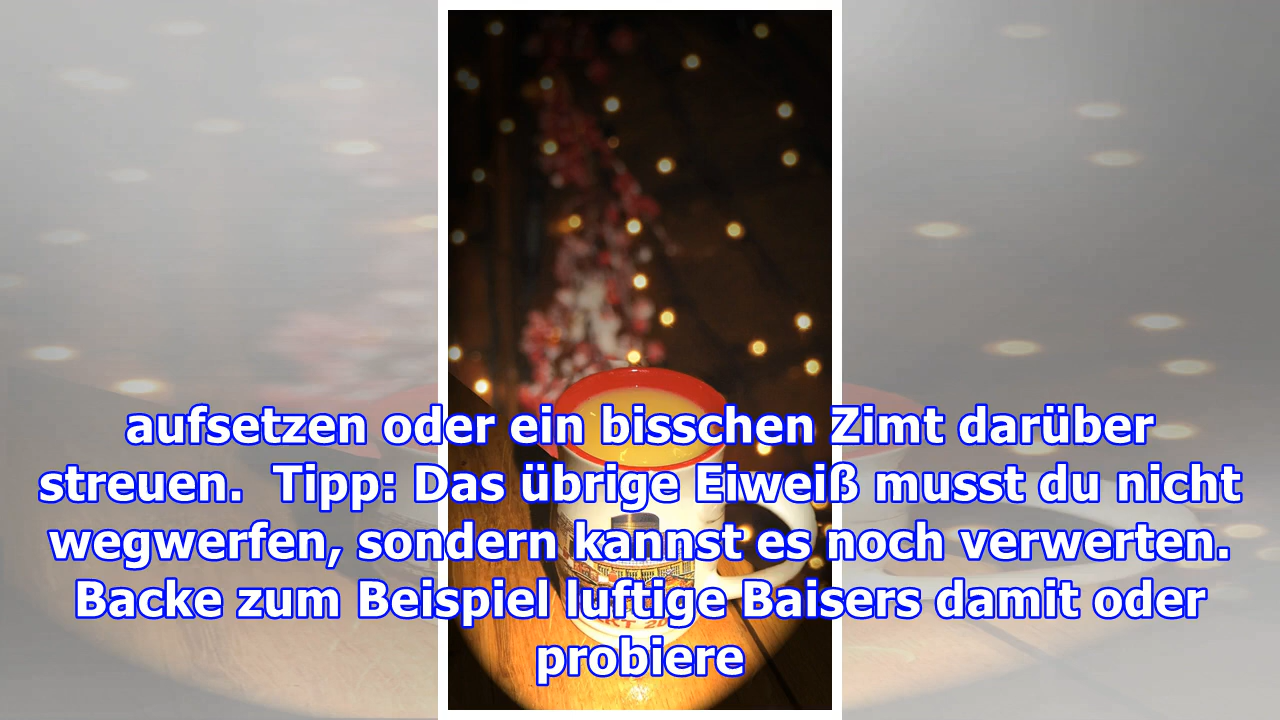 aufsetzen oder ein bisschen Zimt darüber
streuen.  Tipp: Das übrige Eiweiß musst du nicht
wegwerfen, sondern kannst es noch verwerten.
Backe zum Beispiel luftige Baisers damit oder
probiere